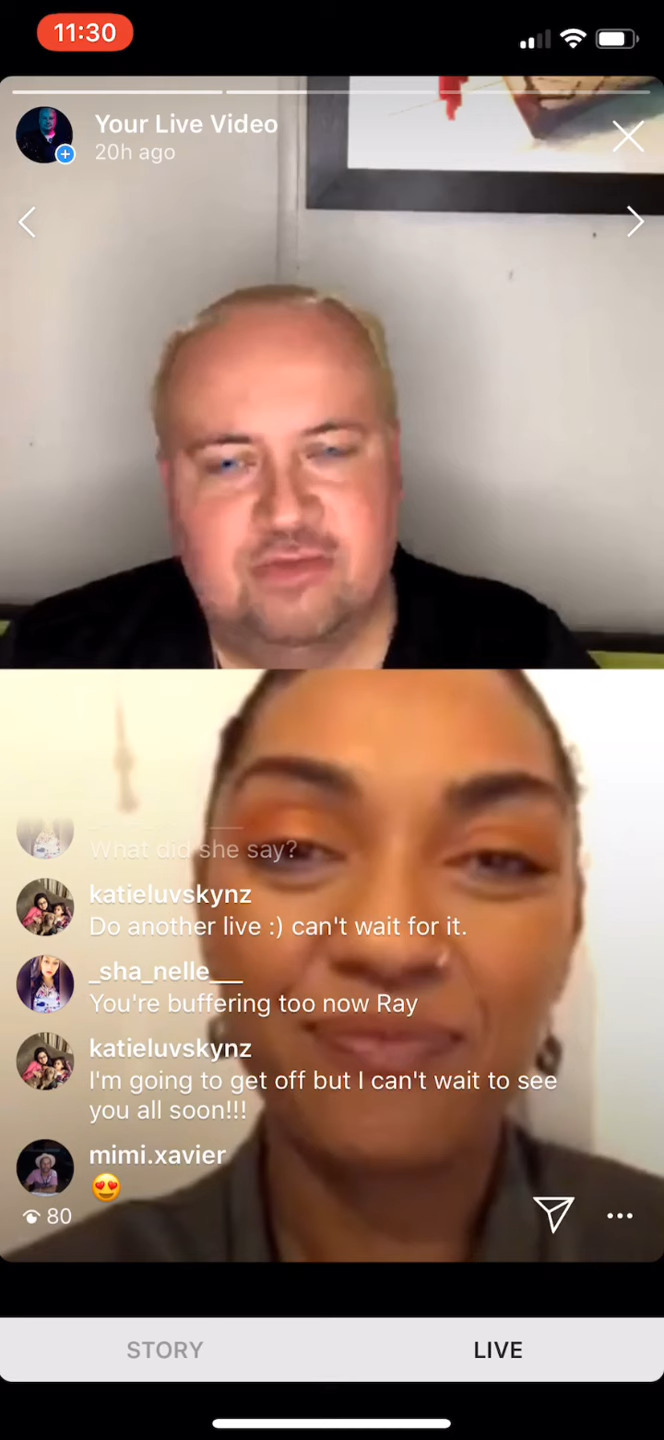 11:30
Your Live Video
20h ago
What did she say?
katieluvskynz
Do another live :) can't wait for it.
_sha_nelle___
You're buffering too now Ray
katieluvskynz
I'm going to get off but I can't wait to see
you all soon!!!
mimi.xavier
😍
80
STORY
LIVE